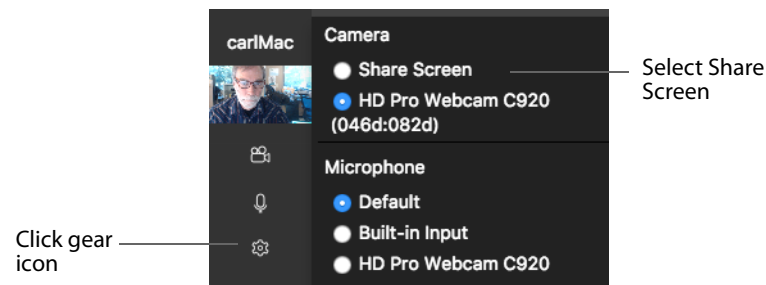 carlMac
Camera
Share Screen
HD Pro Webcam C920
(046d:082d)
Select Share
Screen
Microphone
Default
Built-in Input
HD Pro Webcam C920
Click gear
icon